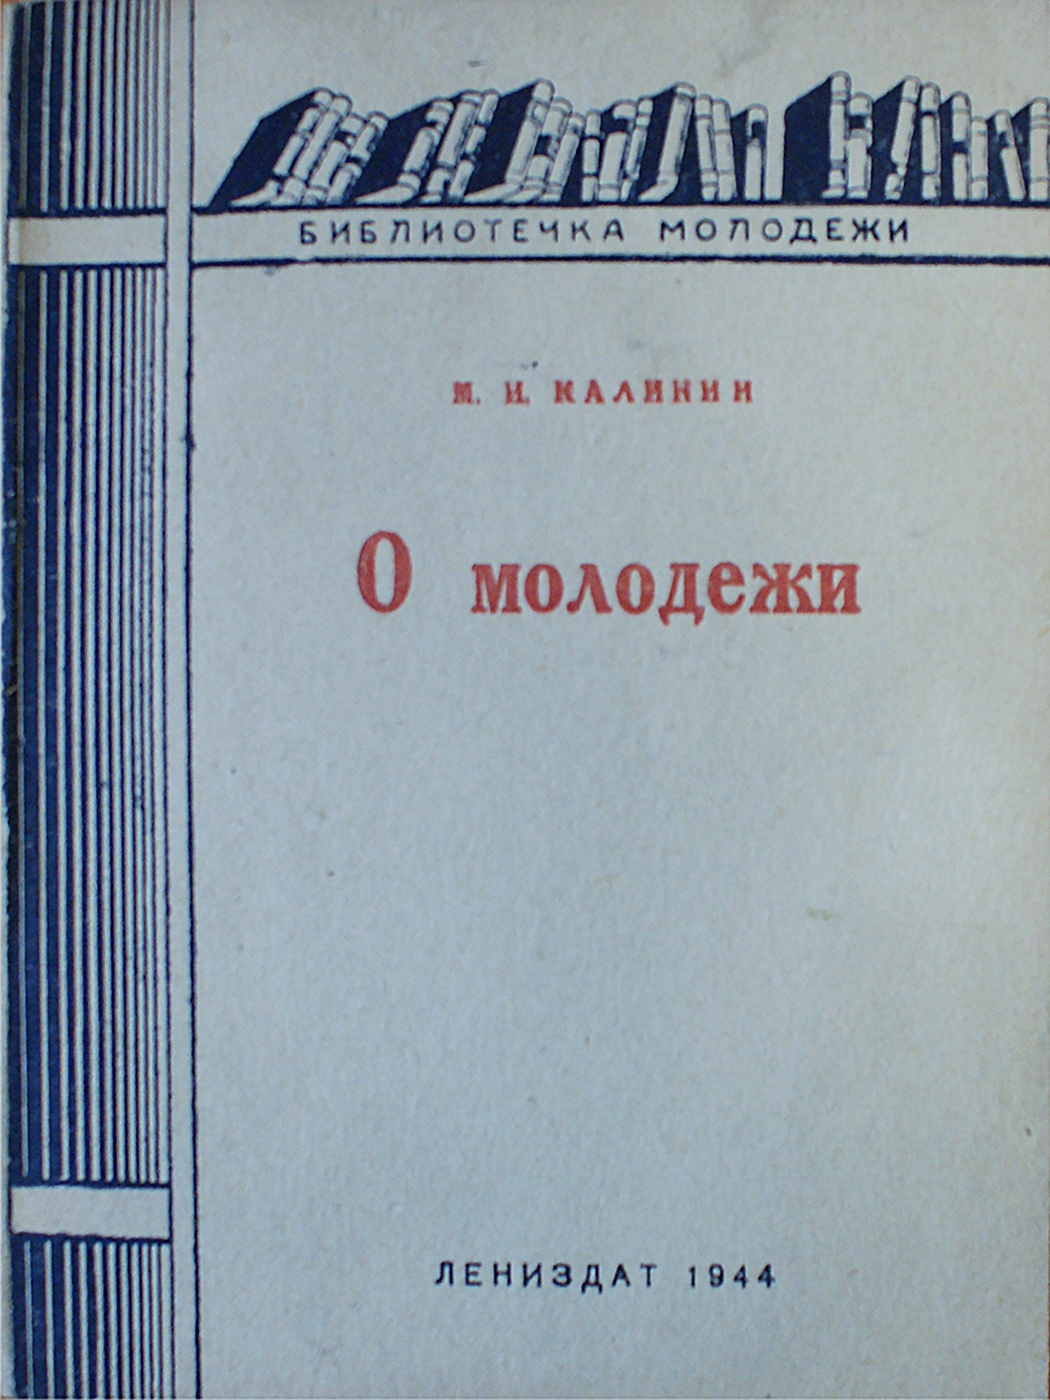 БИБЛИОТЕЧКА МОЛОДЕЖИ
М. И. КАЛИНИН
О молодежи
ЛЕНИЗДАТ 1944